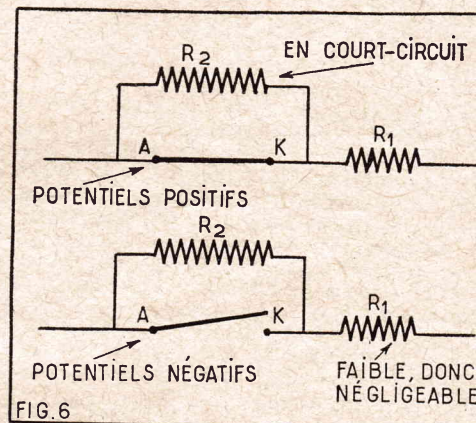 R2
EN COURT-CIRCUIT
A
K
R1
POTENTIELS POSITIFS
R2
A
K
R1
POTENTIELS NÉGATIFS
FAIBLE, DONC
NÉGLIGEABLE
FIG.6